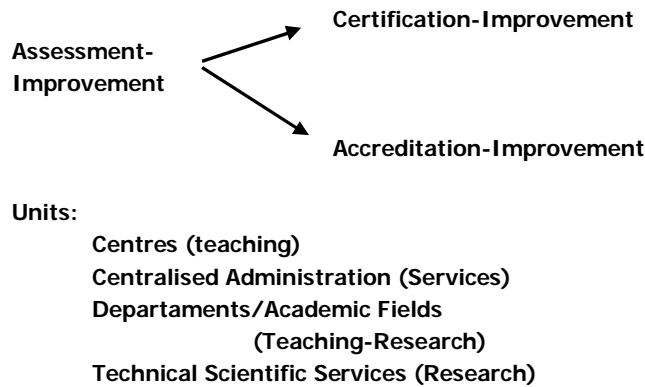 Certification-Improvement
Assessment-
Improvement
Accreditation-Improvement
Units:
Centres (teaching)
Centralised Administration (Services)
Departaments/Academic Fields
(Teaching-Research)
Technical Scientific Services (Research)